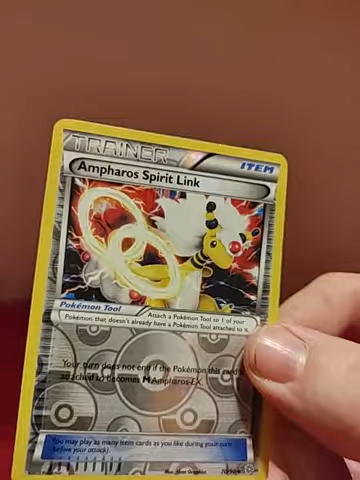 TRAINER
ITEM
Ampharos Spirit Link
Pokémon Tool
Attach a Pokémon Tool to 1 of your
Pokémon that doesn't already have a Pokémon Tool attached to it.
Your turn does not end if the Pokémon this card is
attached to becomes M Ampharos-EX.
You may play as many Item cards as you like during your turn
(before your attack).